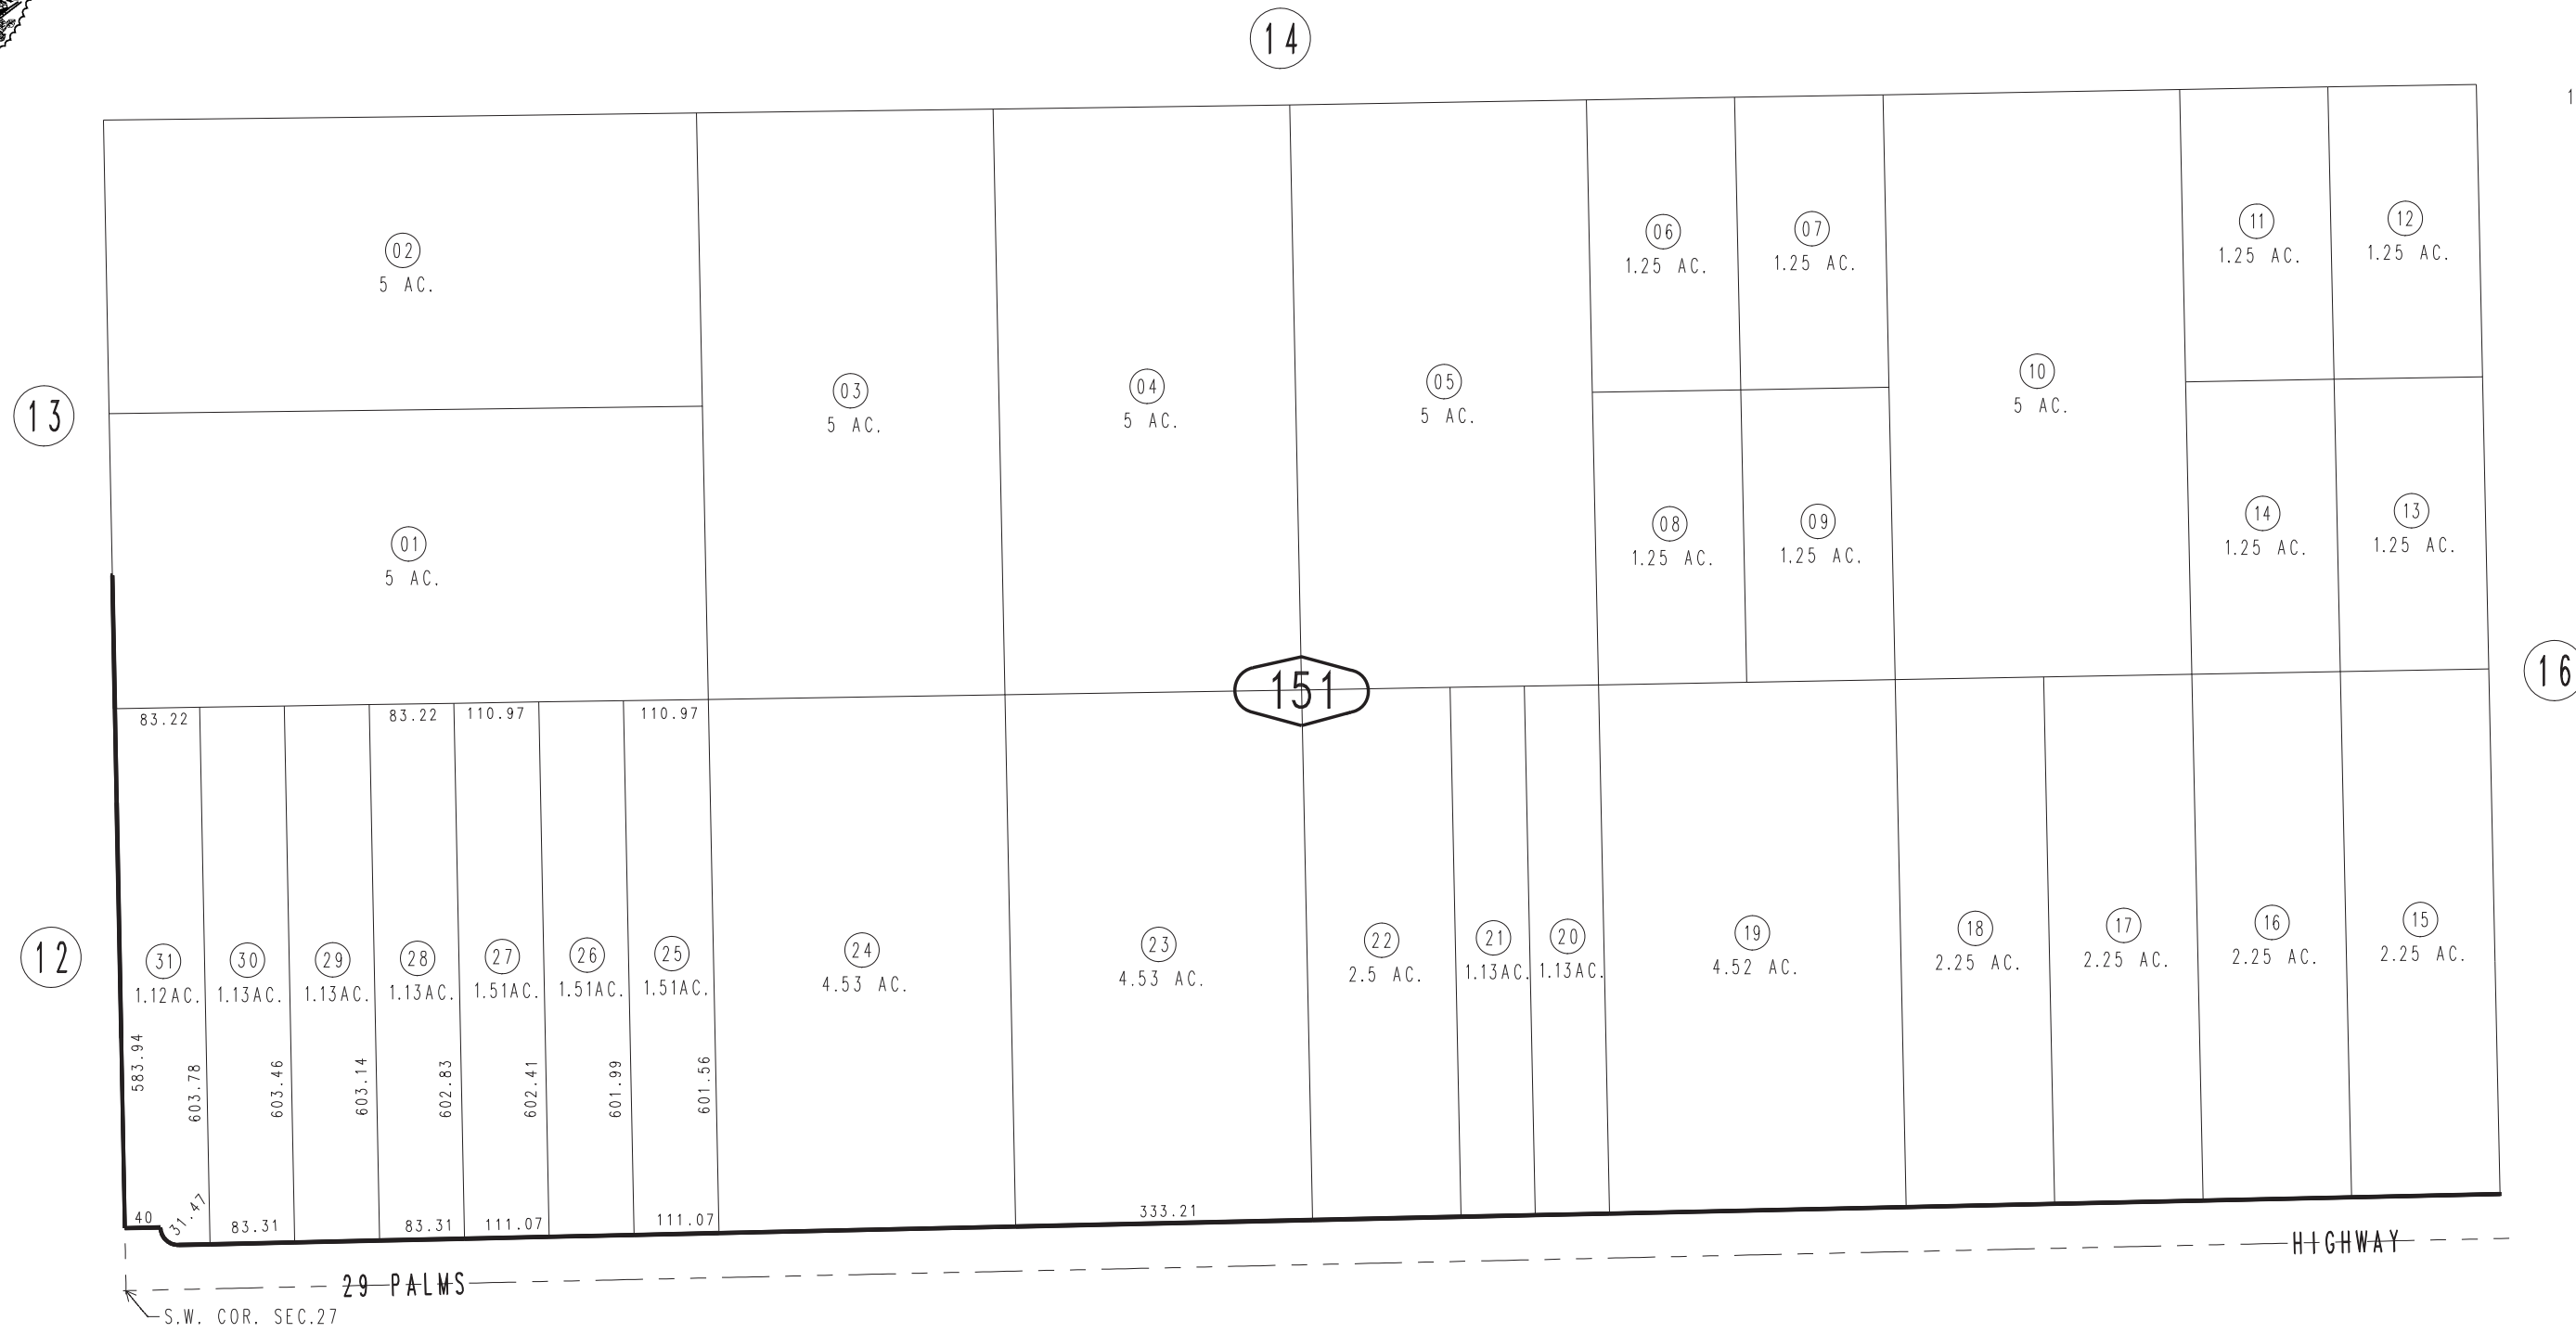 14
1
02
5 AC.
06
1.25 AC.
07
1.25 AC.
11
1.25 AC.
12
1.25 AC.
13
03
5 AC.
04
5 AC.
05
5 AC.
10
5 AC.
01
5 AC.
08
1.25 AC.
09
1.25 AC.
14
1.25 AC.
13
1.25 AC.
151
16
83.22
83.22
110.97
110.97
12
31
1.12AC.
30
1.13AC.
29
1.13AC.
28
1.13AC.
27
1.51AC.
26
1.51AC.
25
1.51AC.
24
4.53 AC.
23
4.53 AC.
22
2.5 AC.
21
1.13AC.
20
1.13AC.
19
4.52 AC.
18
2.25 AC.
17
2.25 AC.
16
2.25 AC.
15
2.25 AC.
583.94
603.78
603.46
603.14
602.83
602.41
601.99
601.56
40
31.47
83.31
83.31
111.07
111.07
333.21
29 PALMS
HIGHWAY
S.W. COR. SEC.27